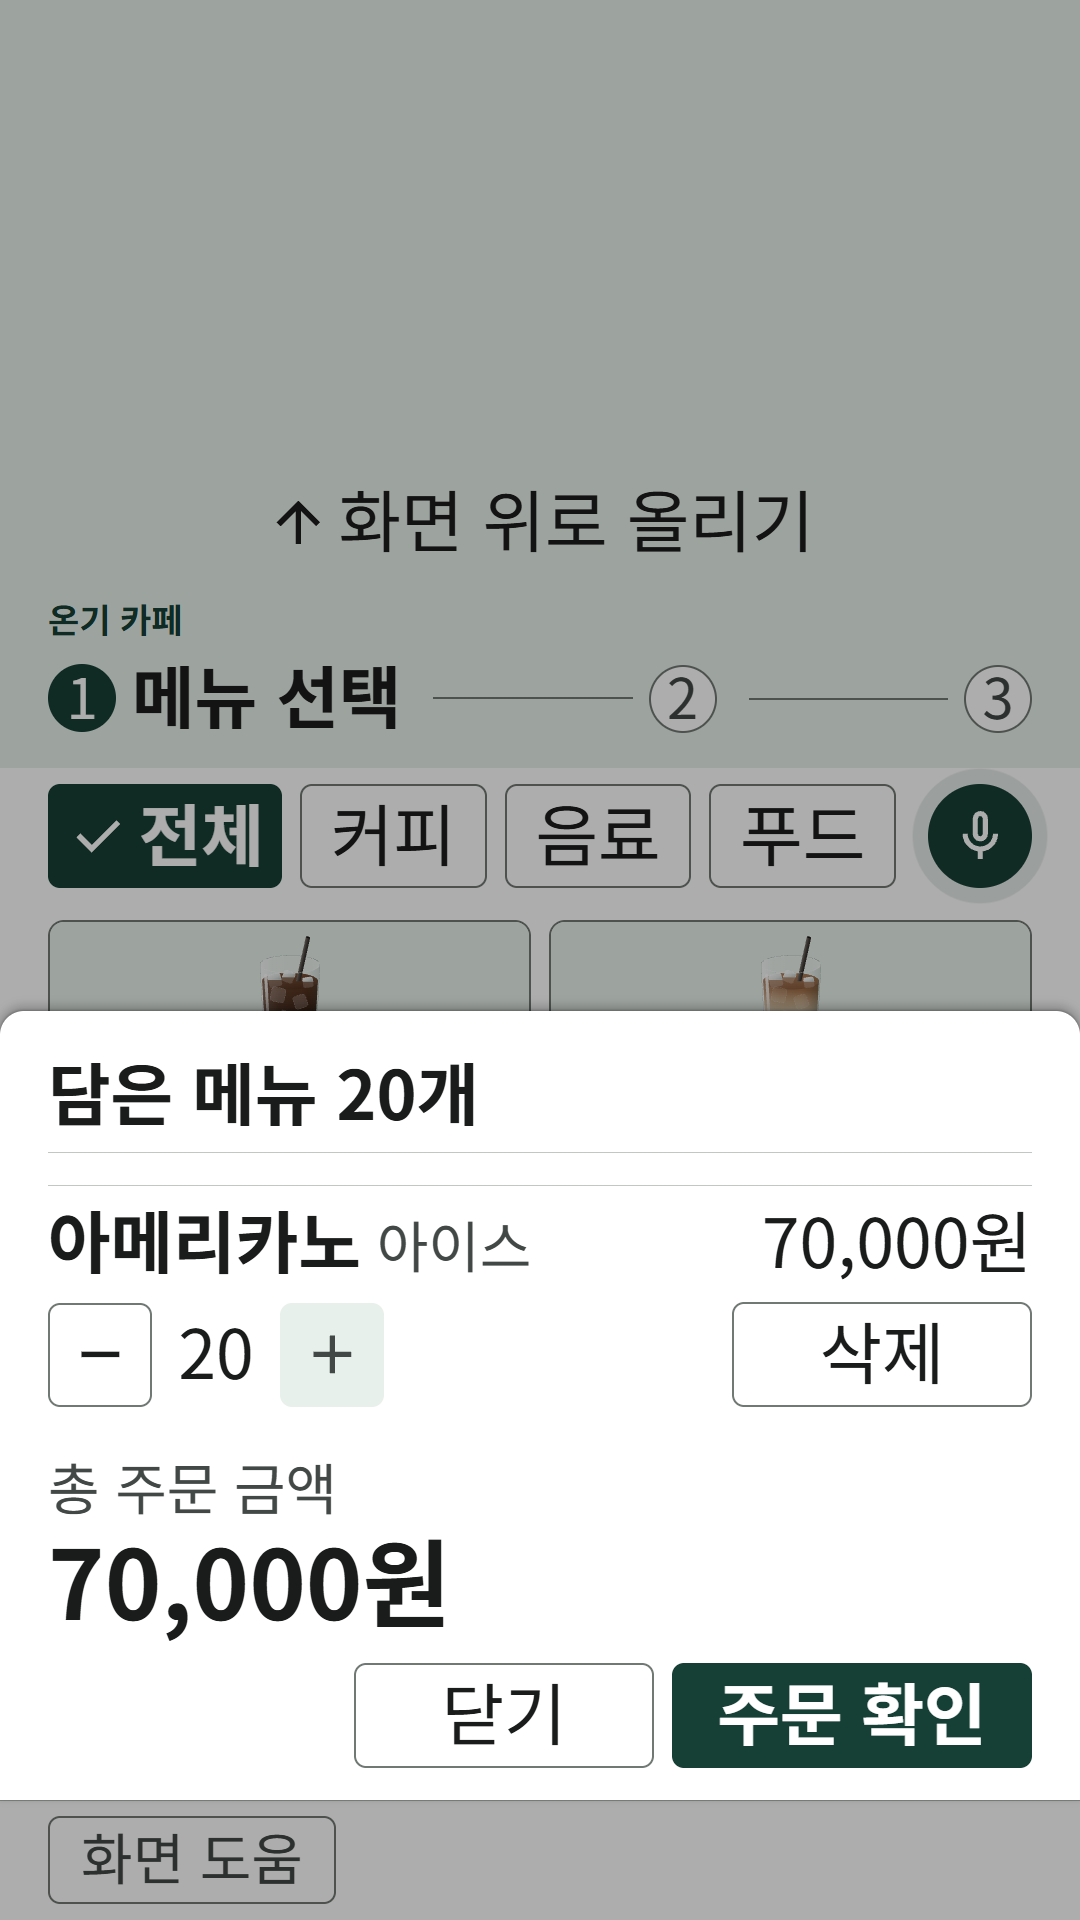 ↑ 화면 위로 올리기
온기 카페
1 메뉴 선택 2 3
✓ 전체 커피 음료 푸드
담은 메뉴 20개
아메리카노 아이스 70,000원
− 20 + 삭제
총 주문 금액
70,000원
닫기 주문 확인
화면 도움